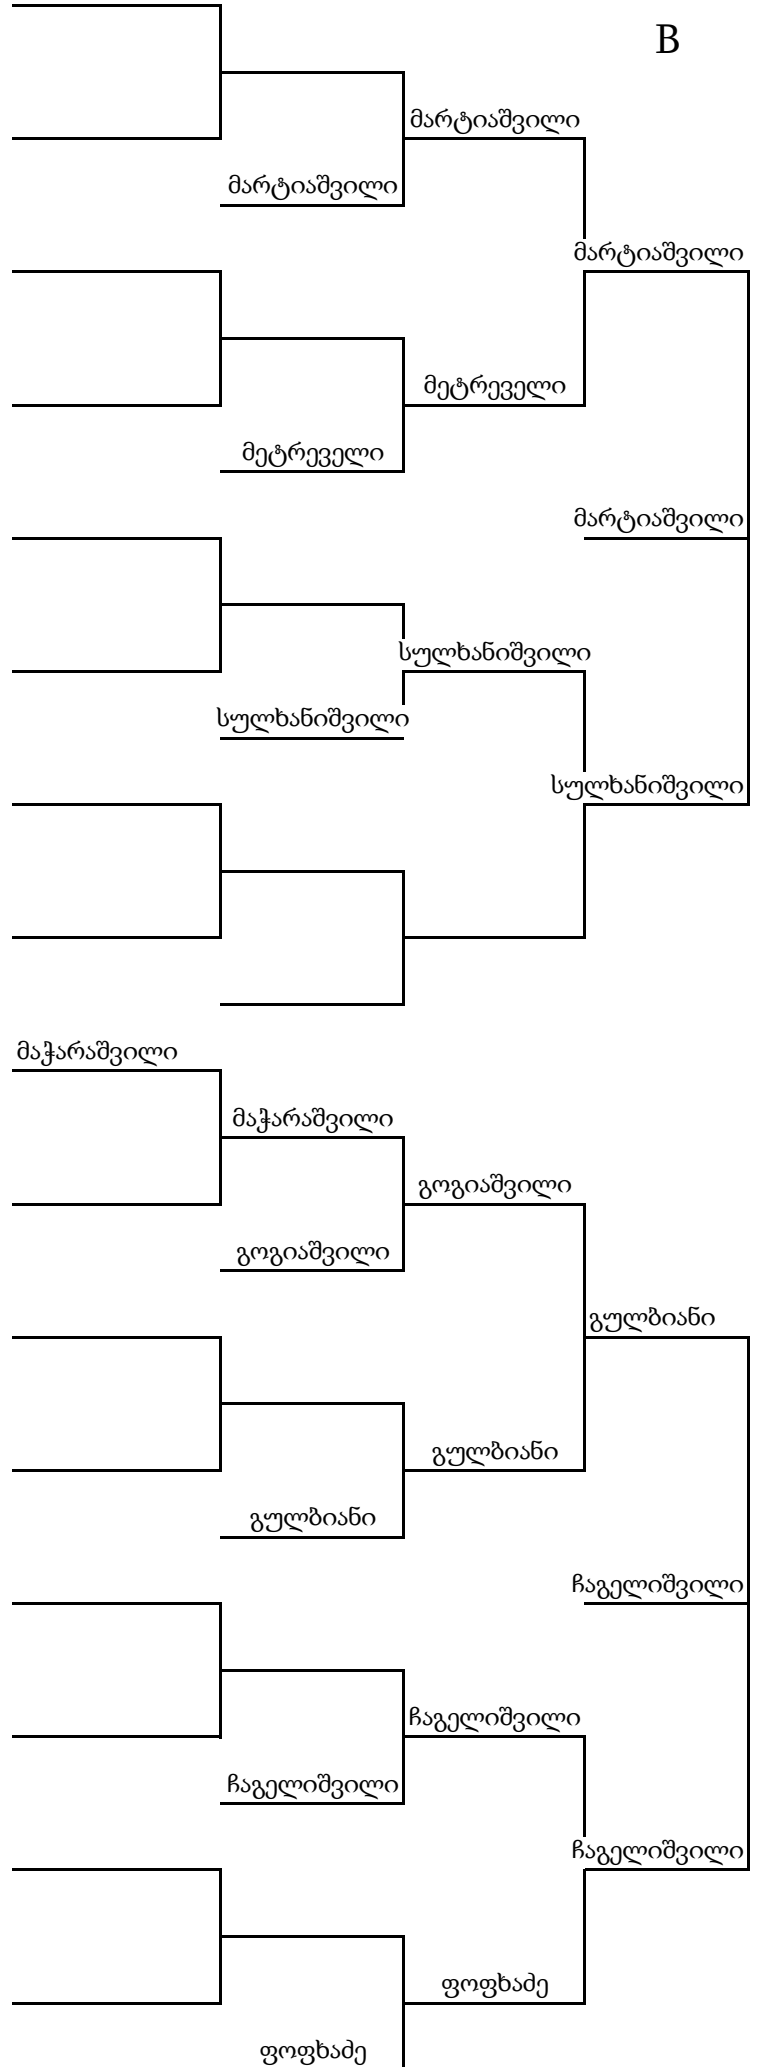 B
მარტიაშვილი
მარტიაშვილი
მარტიაშვილი
მეტრეველი
მეტრეველი
მარტიაშვილი
სულხანიშვილი
სულხანიშვილი
სულხანიშვილი
მაჭარაშვილი
მაჭარაშვილი
გოგიაშვილი
გოგიაშვილი
გულბიანი
გულბიანი
გულბიანი
ჩაგელიშვილი
ჩაგელიშვილი
ჩაგელიშვილი
ჩაგელიშვილი
ფოფხაძე
ფოფხაძე